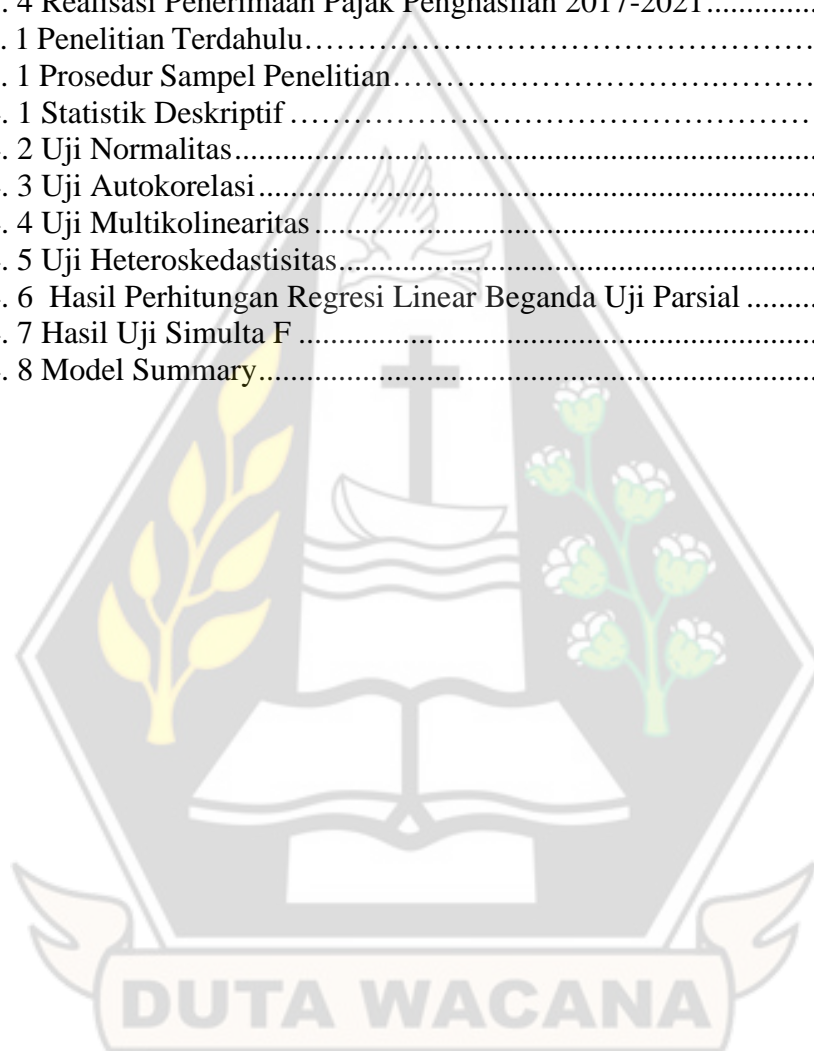 . 4 Realisasi Penerimaan Pajak Penghasilan 2017-2021............
. 1 Penelitian Terdahulu……………………………………………………
. 1 Prosedur Sampel Penelitian……………………………….…………
. 1 Statistik Deskriptif ……………………………………………………
. 2 Uji Normalitas.........................................................................
. 3 Uji Autokorelasi......................................................................
. 4 Uji Multikolinearitas ...............................................................
. 5 Uji Heteroskedastisitas............................................................
. 6 Hasil Perhitungan Regresi Linear Beganda Uji Parsial .........
. 7 Hasil Uji Simulta F .................................................................
. 8 Model Summary......................................................................
DUTA WACANA